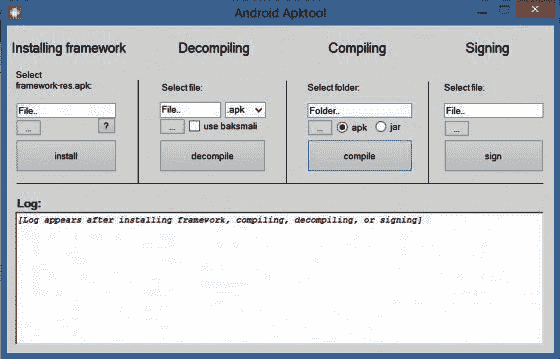 Android Apktool
Installing framework
Decompiling
Compiling
Signing
Select
framework-res.apk:
Select file:
Select folder:
Select file:
File..
File..
.apk
Folder..
File..
...
?
...
use baksmali
...
apk
jar
...
install
decompile
compile
sign
Log:
[Log appears after installing framework, compiling, decompiling, or signing]